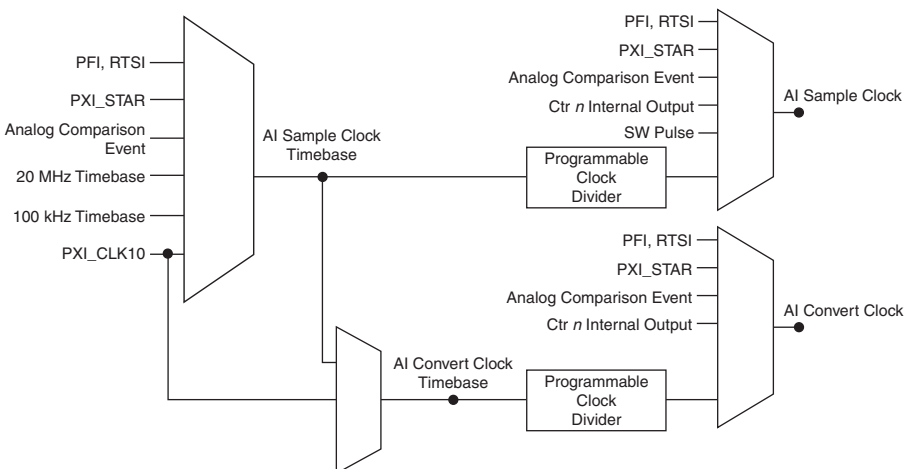 PFI, RTSI
PXI_STAR
Analog Comparison
Event
20 MHz Timebase
100 kHz Timebase
PXI_CLK10
AI Sample Clock
Timebase
PFI, RTSI
PXI_STAR
Analog Comparison Event
Ctr n Internal Output
SW Pulse
Programmable
Clock
Divider
AI Sample Clock
PFI, RTSI
PXI_STAR
Analog Comparison Event
Ctr n Internal Output
AI Convert Clock
AI Convert Clock
Timebase
Programmable
Clock
Divider